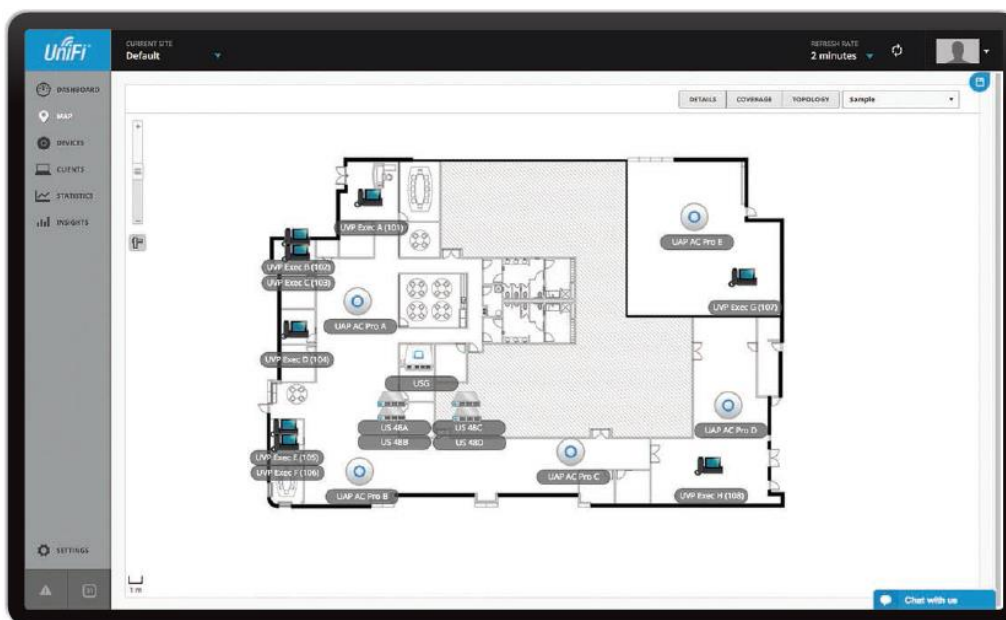 UniFi
CURRENT SITE
Default
REFRESH RATE
2 minutes
DASHBOARD
MAP
DEVICES
CLIENTS
STATISTICS
INSIGHTS
SETTINGS
DETAILS
COVERAGE
TOPOLOGY
Sample
UVP Exec A (101)
UVP Exec B (102)
UVP Exec C (103)
UAP AC Pro A
UVP Exec D (104)
USG
US 48A
US 48B
US 48C
US 48D
UVP Exec E (105)
UVP Exec F (106)
UAP AC Pro B
UAP AC Pro C
UAP AC Pro E
UVP Exec G (107)
UAP AC Pro D
UVP Exec H (108)
1 m
Chat with us